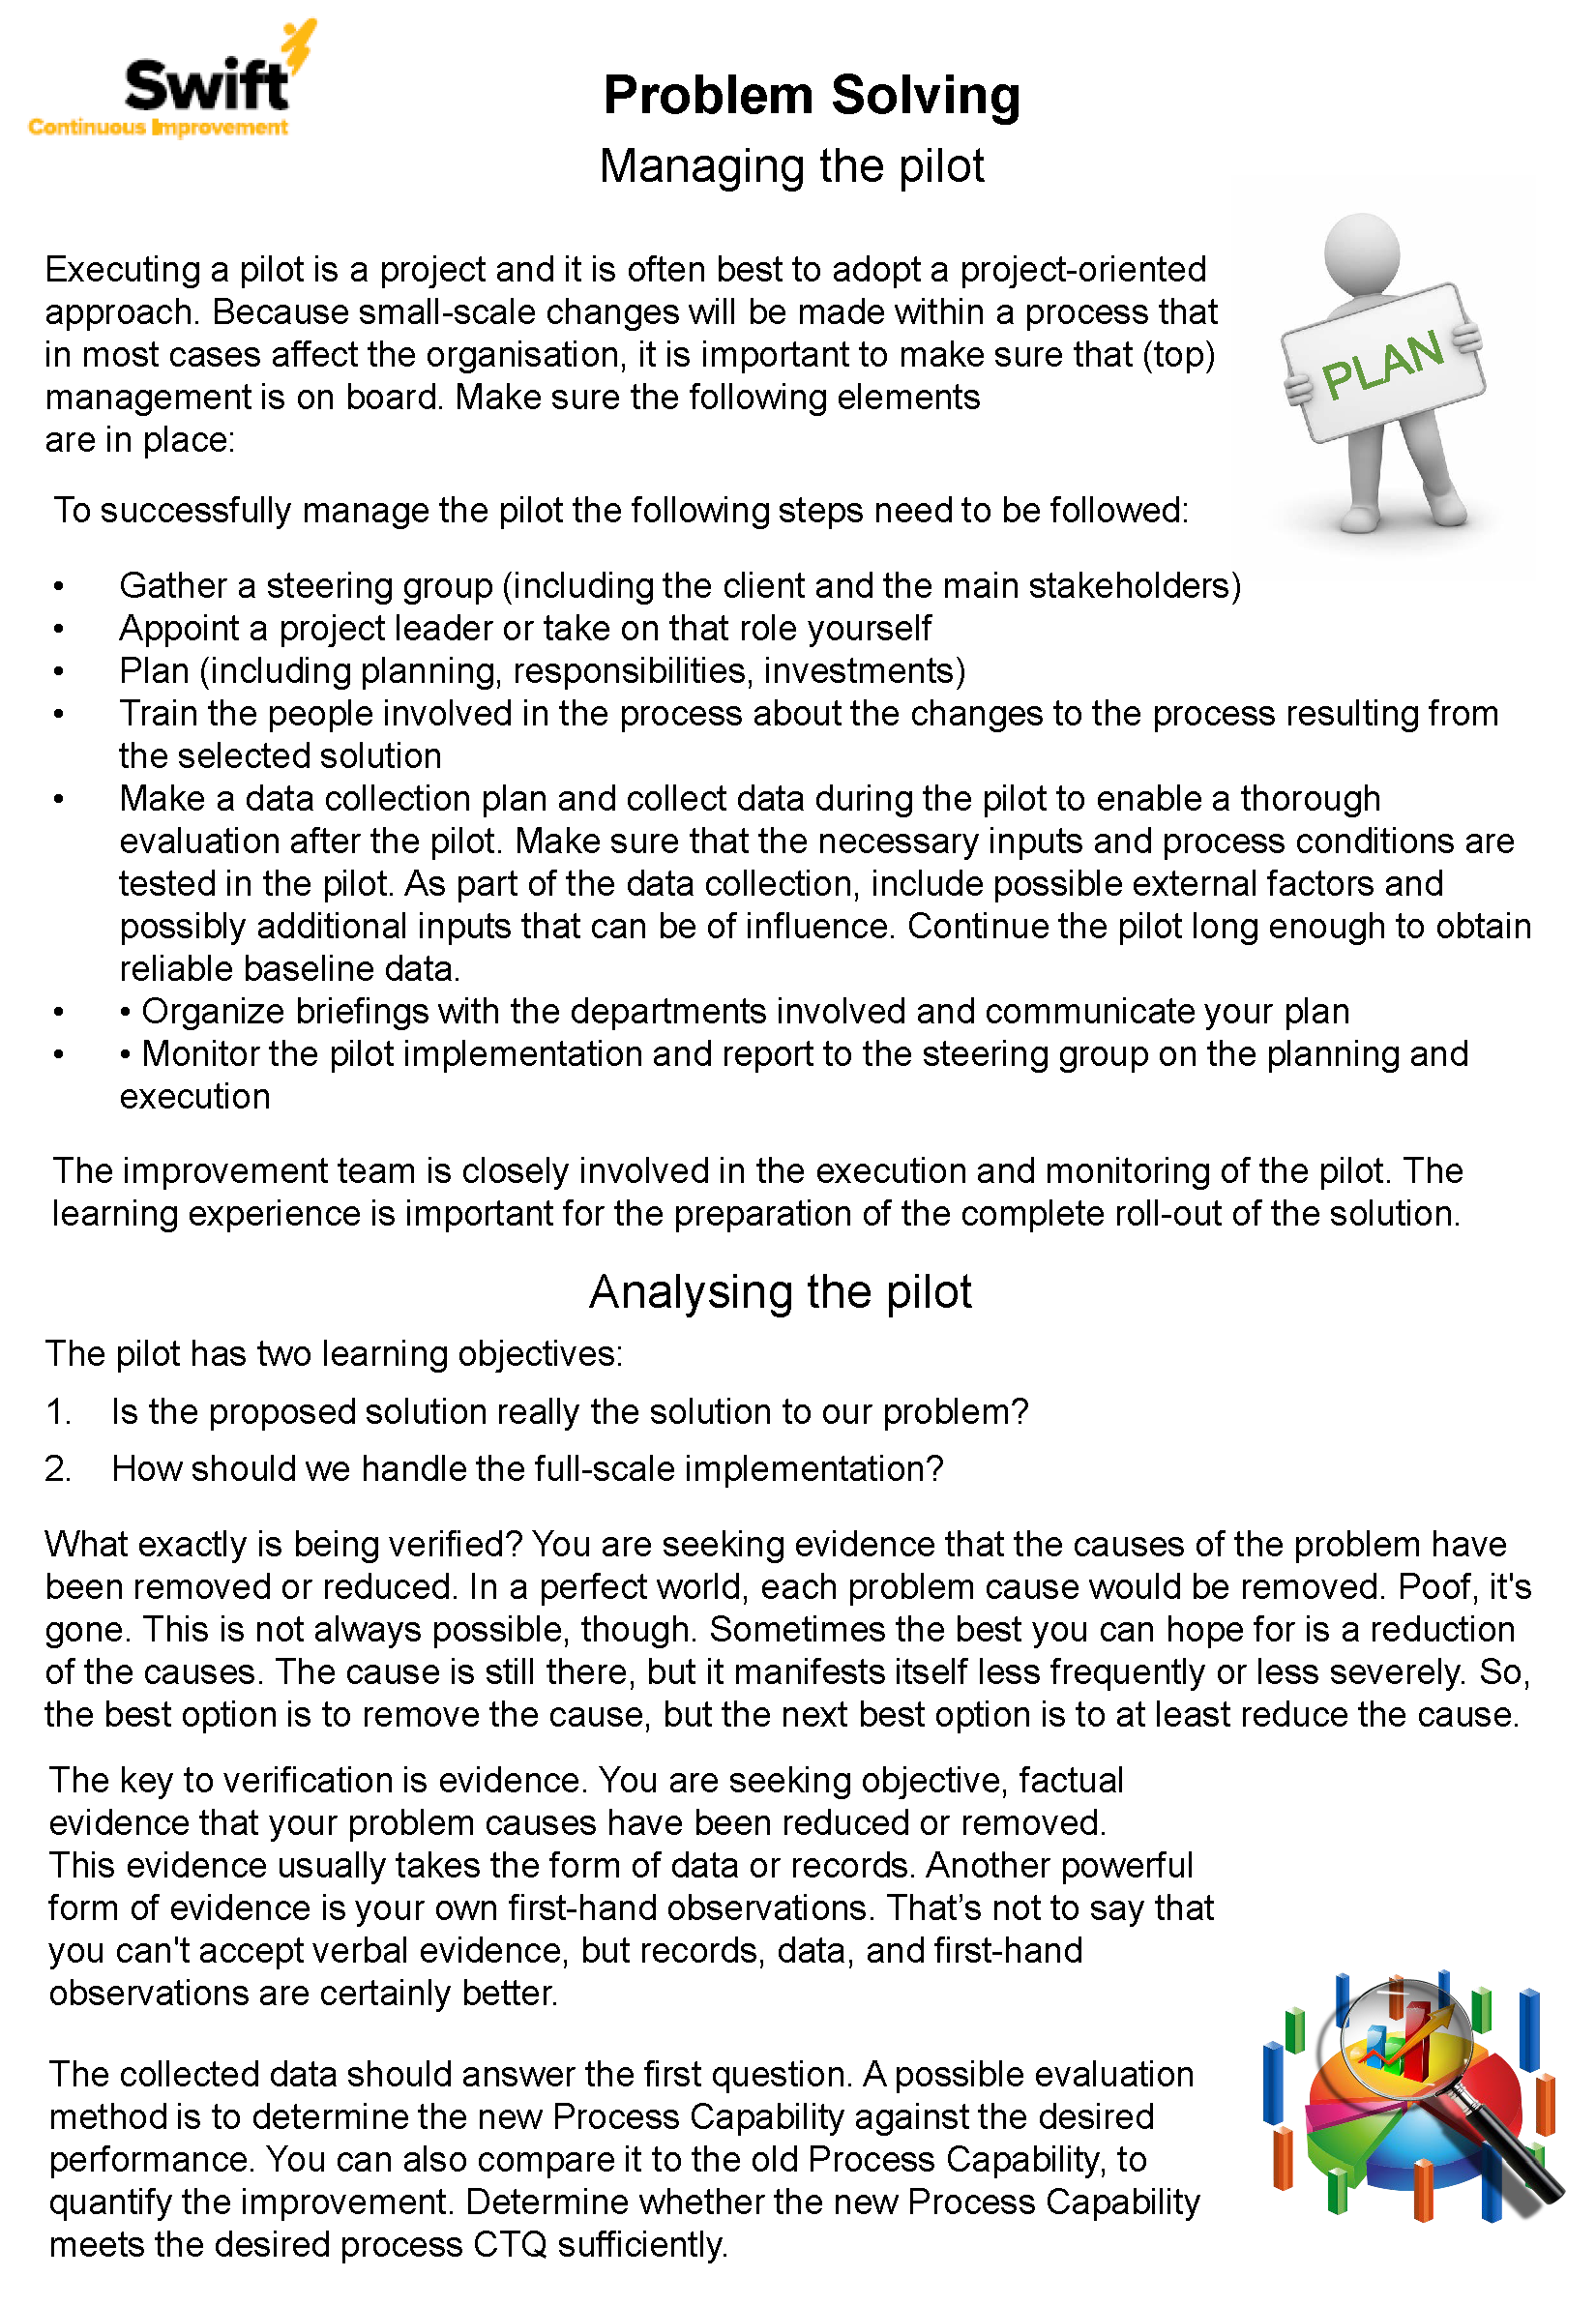 Swift
Continuous Improvement
Problem Solving
Managing the pilot
Executing a pilot is a project and it is often best to adopt a project-oriented
approach. Because small-scale changes will be made within a process that
in most cases affect the organisation, it is important to make sure that (top)
management is on board. Make sure the following elements
are in place:
PLAN
To successfully manage the pilot the following steps need to be followed:
• Gather a steering group (including the client and the main stakeholders)
• Appoint a project leader or take on that role yourself
• Plan (including planning, responsibilities, investments)
• Train the people involved in the process about the changes to the process resulting from
the selected solution
• Make a data collection plan and collect data during the pilot to enable a thorough
evaluation after the pilot. Make sure that the necessary inputs and process conditions are
tested in the pilot. As part of the data collection, include possible external factors and
possibly additional inputs that can be of influence. Continue the pilot long enough to obtain
reliable baseline data.
• • Organize briefings with the departments involved and communicate your plan
• • Monitor the pilot implementation and report to the steering group on the planning and
execution
The improvement team is closely involved in the execution and monitoring of the pilot. The
learning experience is important for the preparation of the complete roll-out of the solution.
Analysing the pilot
The pilot has two learning objectives:
1. Is the proposed solution really the solution to our problem?
2. How should we handle the full-scale implementation?
What exactly is being verified? You are seeking evidence that the causes of the problem have
been removed or reduced. In a perfect world, each problem cause would be removed. Poof, it's
gone. This is not always possible, though. Sometimes the best you can hope for is a reduction
of the causes. The cause is still there, but it manifests itself less frequently or less severely. So,
the best option is to remove the cause, but the next best option is to at least reduce the cause.
The key to verification is evidence. You are seeking objective, factual
evidence that your problem causes have been reduced or removed.
This evidence usually takes the form of data or records. Another powerful
form of evidence is your own first-hand observations. That’s not to say that
you can't accept verbal evidence, but records, data, and first-hand
observations are certainly better.
The collected data should answer the first question. A possible evaluation
method is to determine the new Process Capability against the desired
performance. You can also compare it to the old Process Capability, to
quantify the improvement. Determine whether the new Process Capability
meets the desired process CTQ sufficiently.